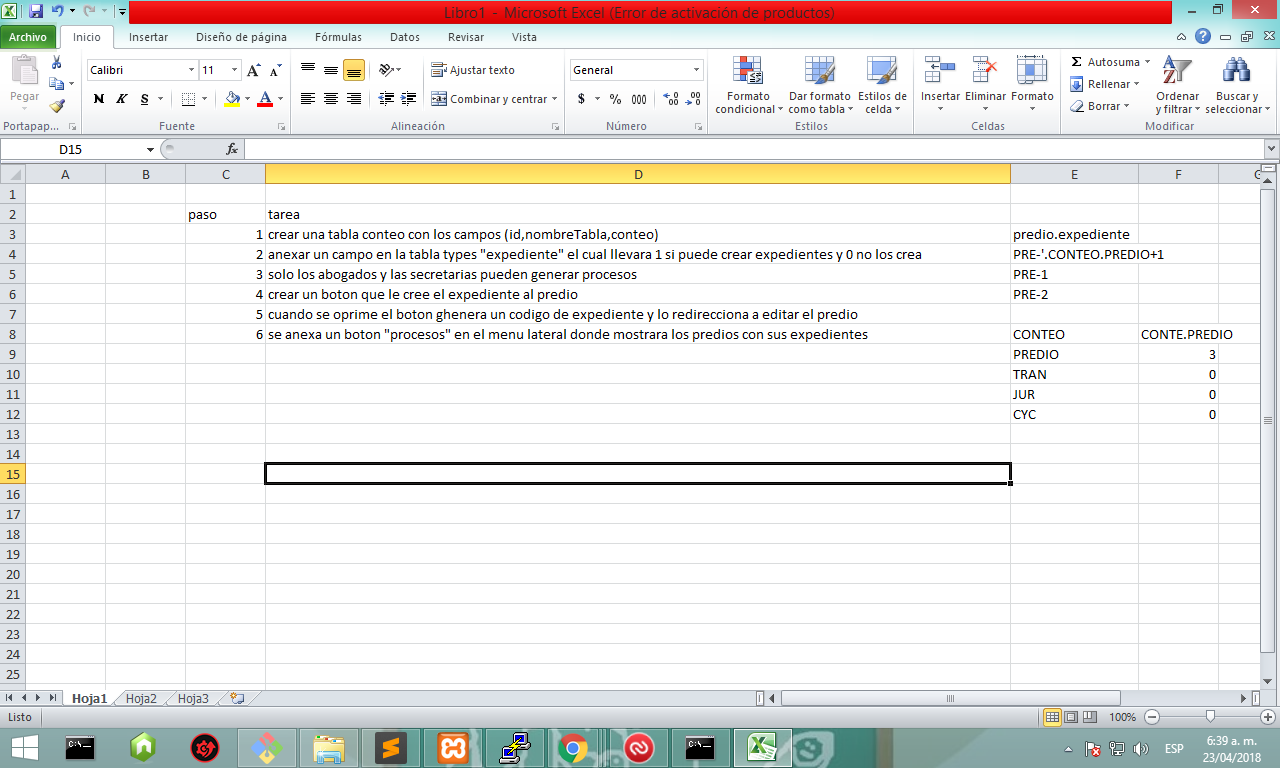 Libro1 - Microsoft Excel (Error de activación de productos)
Archivo Inicio Insertar Diseño de página Fórmulas Datos Revisar Vista
Pegar
Portapap...
Calibri 11
N K S
Fuente
Ajustar texto
Combinar y centrar
Alineación
General
$ % 000
Número
Formato condicional
Dar formato como tabla
Estilos de celda
Estilos
Insertar Eliminar Formato
Celdas
Σ Autosuma
Rellenar
Borrar
Ordenar y filtrar
Buscar y seleccionar
Modificar
D15 fx
A B C D E F G
1
2 paso tarea
3 1 crear una tabla conteo con los campos (id,nombreTabla,conteo) predio.expediente
4 2 anexar un campo en la tabla types "expediente" el cual llevara 1 si puede crear expedientes y 0 no los crea PRE-'.CONTEO.PREDIO+1
5 3 solo los abogados y las secretarias pueden generar procesos PRE-1
6 4 crear un boton que le cree el expediente al predio PRE-2
7 5 cuando se oprime el boton ghenera un codigo de expediente y lo redirecciona a editar el predio
8 6 se anexa un boton "procesos" en el menu lateral donde mostrara los predios con sus expedientes CONTEO CONTE.PREDIO
9 PREDIO 3
10 TRAN 0
11 JUR 0
12 CYC 0
13
14
15
16
17
18
19
20
21
22
23
24
25
Hoja1 Hoja2 Hoja3
Listo 100%
ESP
6:39 a. m.
23/04/2018